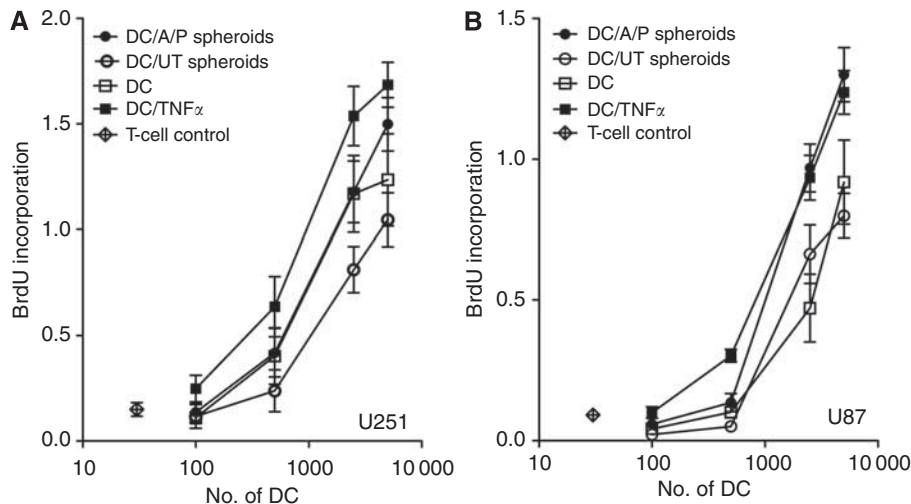 A
2.0
1.5
1.0
0.5
0.0
BrdU incorporation
DC/A/P spheroids
DC/UT spheroids
DC
DC/TNFα
T-cell control
U251
10
100
1000
10 000
No. of DC
B
1.5
1.0
0.5
0.0
BrdU incorporation
DC/A/P spheroids
DC/UT spheroids
DC
DC/TNFα
T-cell control
U87
10
100
1000
10 000
No. of DC